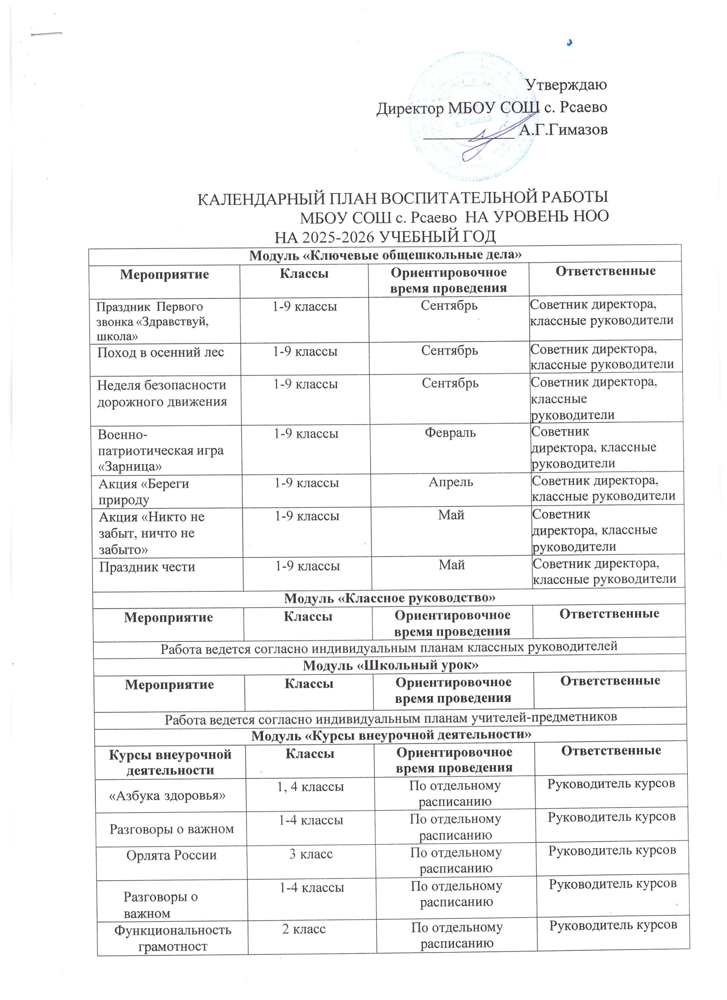 Утверждаю
Директор МБОУ СОШ с. Рсаево
А.Г.Гимазов
с. Рсаево
КАЛЕНДАРНЫЙ ПЛАН ВОСПИТАТЕЛЬНОЙ РАБОТЫ
МБОУ СОШ с. Рсаево НА УРОВЕНЬ НОО
НА 2025-2026 УЧЕБНЫЙ ГОД
Модуль «Ключевые общешкольные дела»
Мероприятие
Классы
Ориентировочное
время проведения
Ответственные
Праздник Первого
звонка «Здравствуй,
школа»
1-9 классы
Сентябрь
Советник директора,
классные руководители
Поход в осенний лес
1-9 классы
Сентябрь
Советник директора,
классные руководители
Неделя безопасности
дорожного движения
1-9 классы
Сентябрь
Советник директора,
классные
руководители
Военно-
патриотическая игра
«Зарница»
1-9 классы
Февраль
Советник
директора, классные
руководители
Акция «Береги
природу
1-9 классы
Апрель
Советник директора,
классные руководители
Акция «Никто не
забыт, ничто не
забыто»
1-9 классы
Май
Советник
директора, классные
руководители
Праздник чести
1-9 классы
Май
Советник директора,
классные руководители
Модуль «Классное руководство»
Мероприятие
Классы
Ориентировочное
время проведения
Ответственные
Работа ведется согласно индивидуальным планам классных руководителей
Модуль «Школьный урок»
Мероприятие
Классы
Ориентировочное
время проведения
Ответственные
Работа ведется согласно индивидуальным планам учителей-предметников
Модуль «Курсы внеурочной деятельности»
Курсы внеурочной
деятельности
Классы
Ориентировочное
время проведения
Ответственные
«Азбука здоровья»
1, 4 классы
По отдельному
расписанию
Руководитель курсов
Разговоры о важном
1-4 классы
По отдельному
расписанию
Руководитель курсов
Орлята России
3 класс
По отдельному
расписанию
Руководитель курсов
Разговоры о
важном
1-4 классы
По отдельному
расписанию
Руководитель курсов
Функциональность
грамотност
2 класс
По отдельному
расписанию
Руководитель курсов